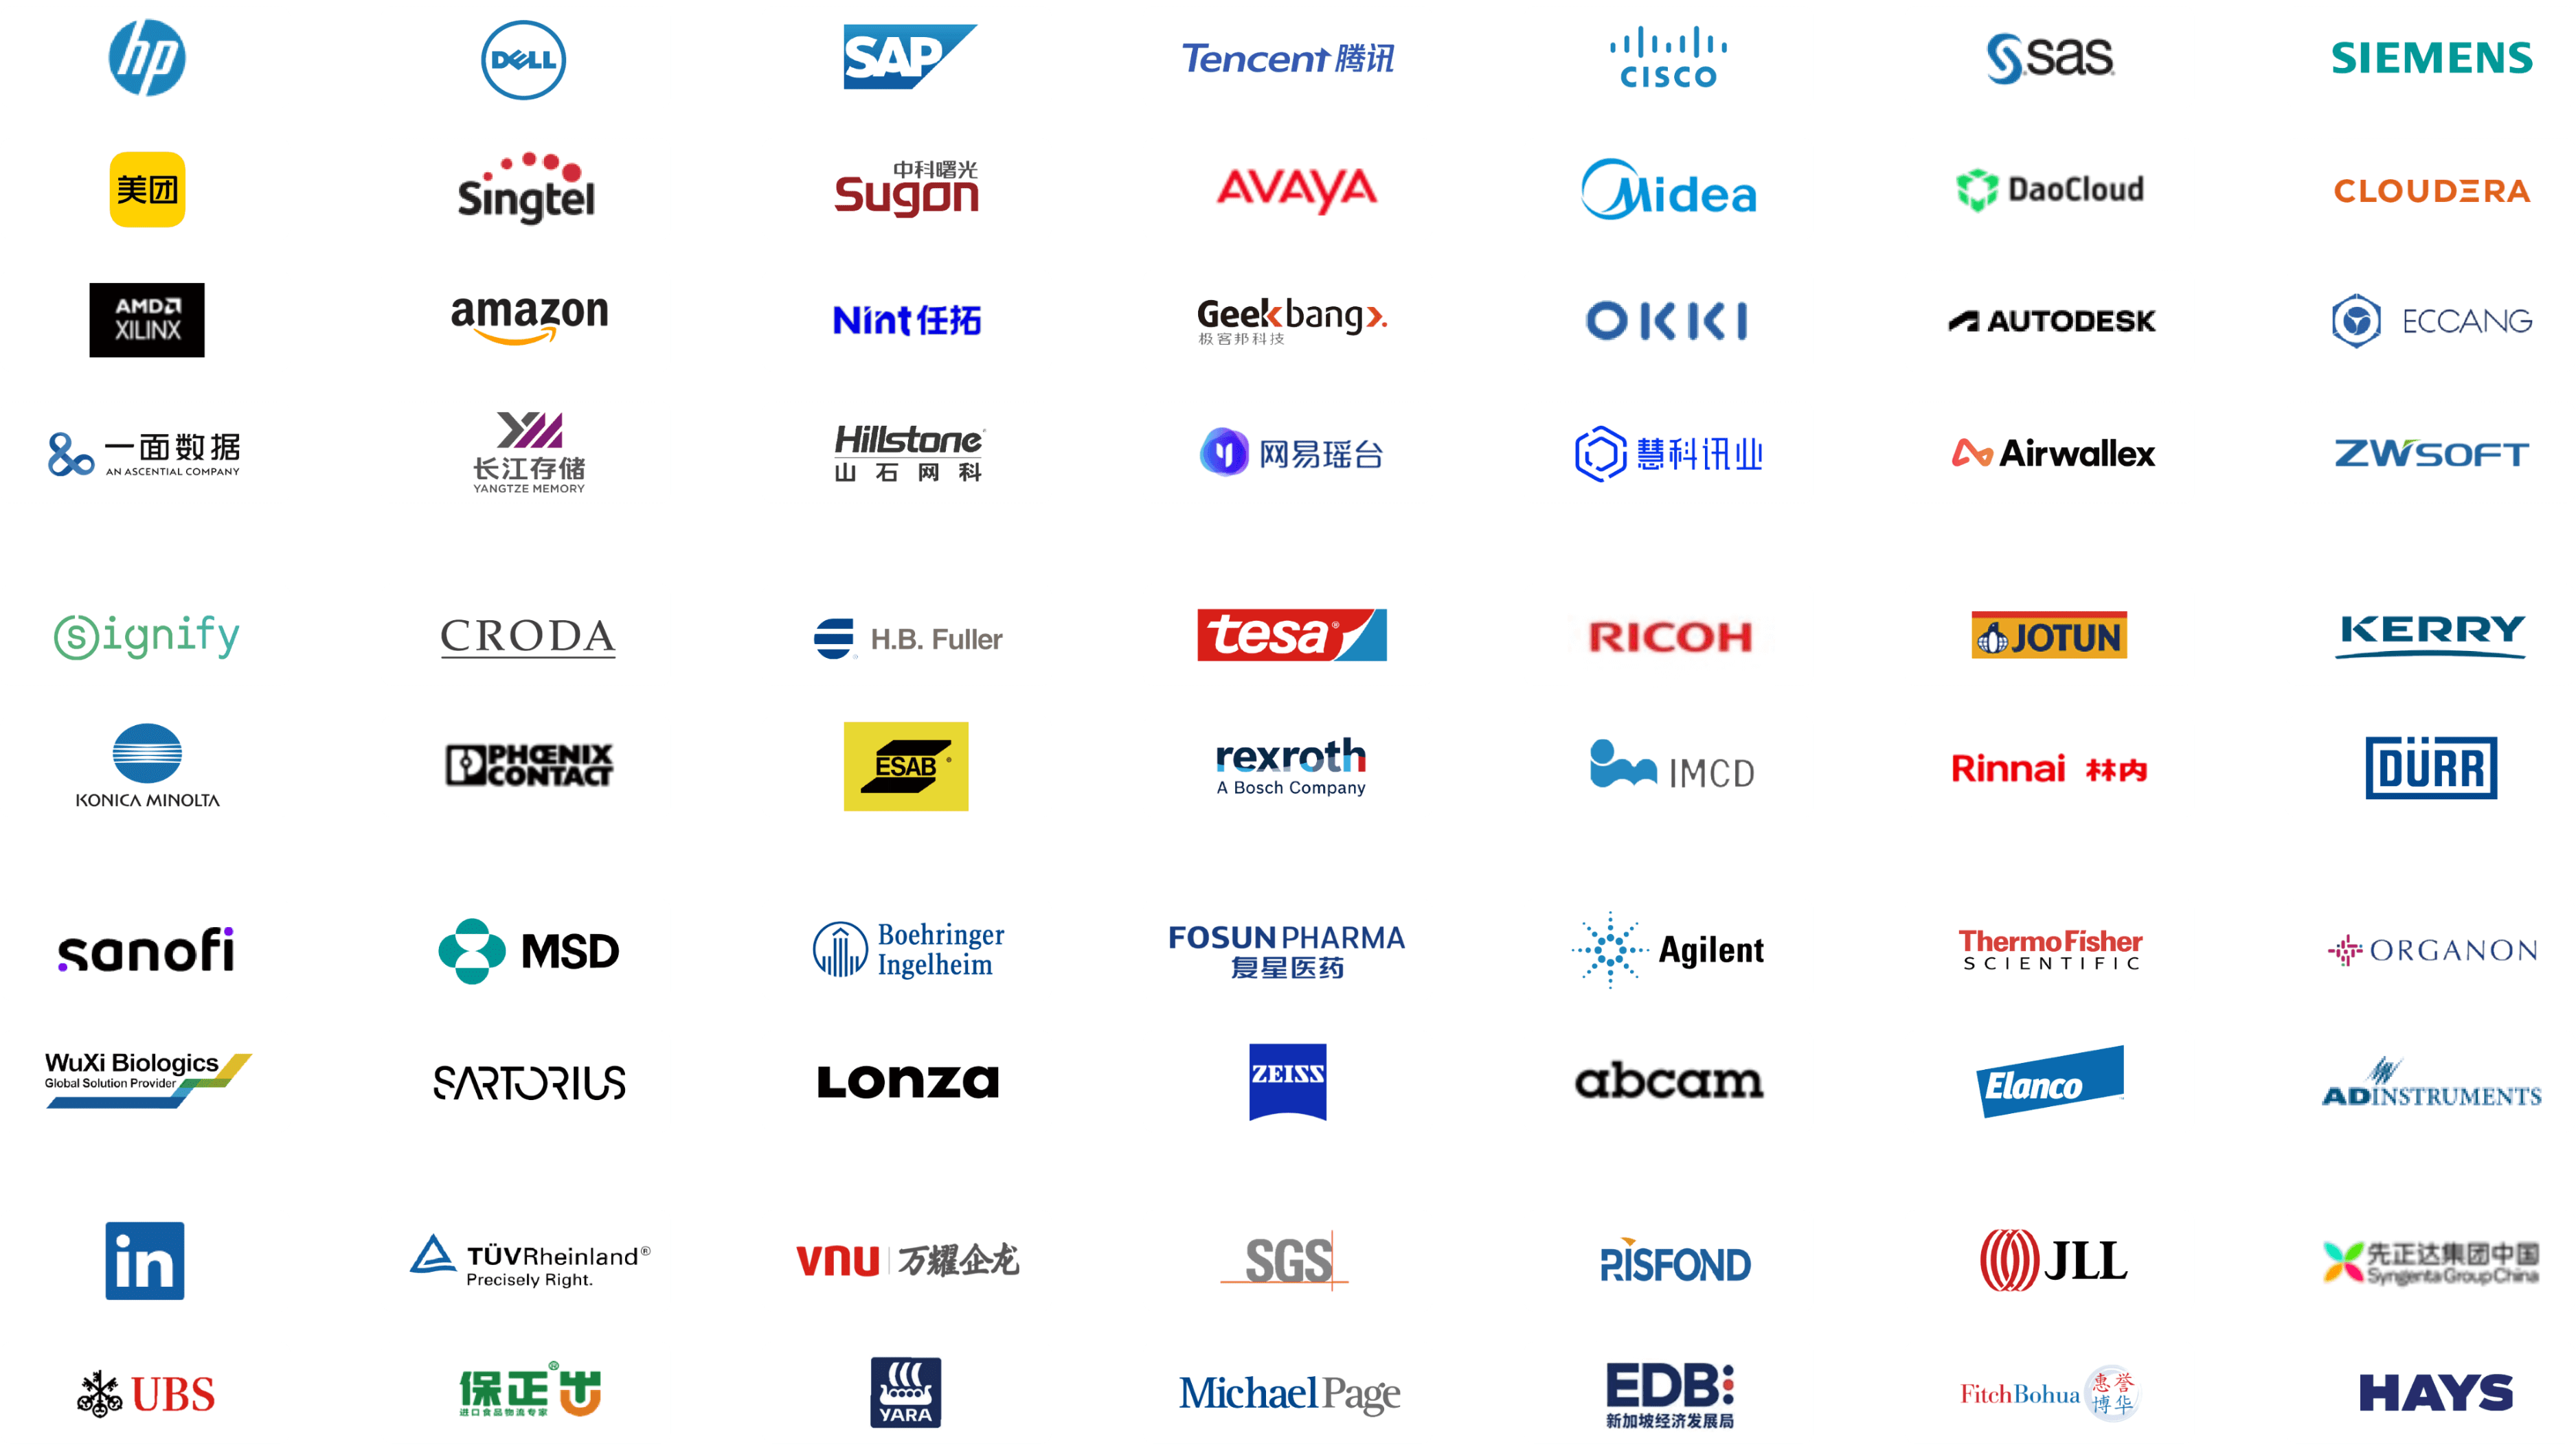 hp
DELL
SAP
Tencent 腾讯
CISCO
sas
SIEMENS
美团
Singtel
中科曙光
Sugon
AVAYA
Midea
DaoCloud
CLOUDERA
AMD
XILINX
amazon
Nint 任拓
Geekbang
极客邦科技
OKKI
AUTODESK
ECCANG
一面数据
AN ASCENTIAL COMPANY
长江存储
YANGTZE MEMORY
Hillstone
山石网科
网易瑶台
慧科讯业
Airwallex
ZWSOFT
Signify
CRODA
H.B. Fuller
tesa®
RICOH
JOTUN
KERRY
KONICA MINOLTA
PHŒNIX
CONTACT
ESAB®
rexroth
A Bosch Company
IMCD
Rinnai 林内
DÜRR
sanofi
MSD
Boehringer
Ingelheim
FOSUN PHARMA
复星医药
Agilent
ThermoFisher
SCIENTIFIC
ORGANON
WuXi Biologics
Global Solution Provider
SARTORIUS
Lonza
ZEISS
abcam
Elanco
ADINSTRUMENTS
in
TÜVRheinland®
Precisely Right.
vnu 万耀企龙
SGS
RISFOND
JLL
先正达集团中国
Syngenta Group China
UBS
保正®
进口食品物流专家
YARA
Michael Page
EDB
新加坡经济发展局
FitchBohua
惠誉
博华
HAYS